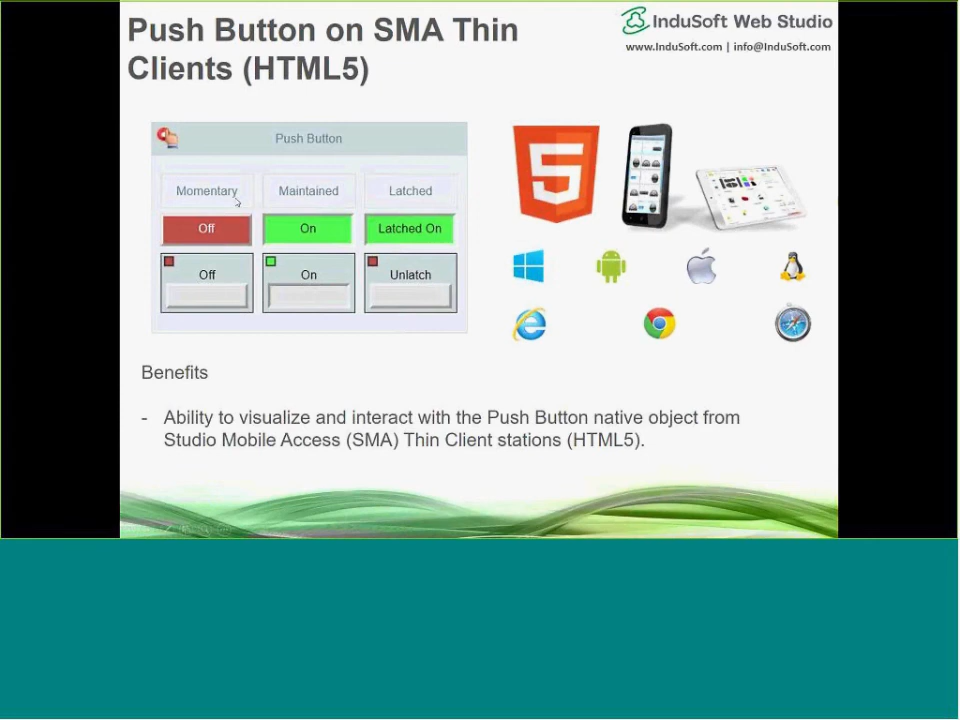 Push Button on SMA Thin
Clients (HTML5)
InduSoft Web Studio
www.InduSoft.com | info@InduSoft.com
Push Button
Momentary Maintained Latched
Off On Latched On
Off On Unlatch
5
Benefits
- Ability to visualize and interact with the Push Button native object from
Studio Mobile Access (SMA) Thin Client stations (HTML5).